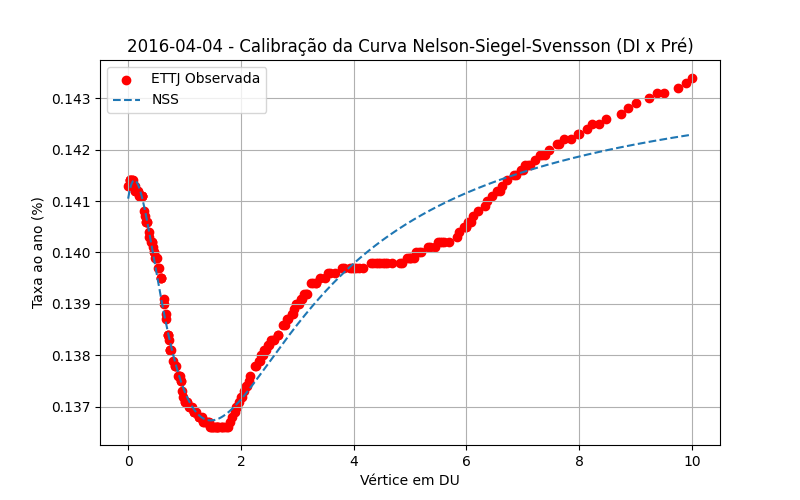 2016-04-04 - Calibração da Curva Nelson-Siegel-Svensson (DI x Pré)
ETTJ Observada
NSS
Taxa ao ano (%)
0.143
0.142
0.141
0.140
0.139
0.138
0.137
0 2 4 6 8 10
Vértice em DU